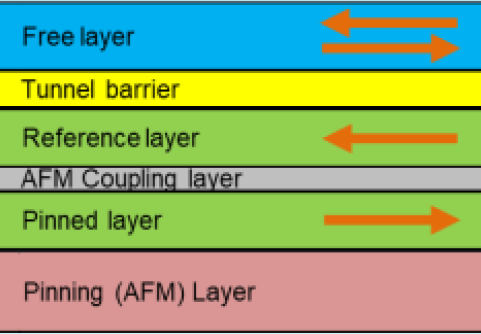 Free layer
Tunnel barrier
Reference layer
AFM Coupling layer
Pinned layer
Pinning (AFM) Layer